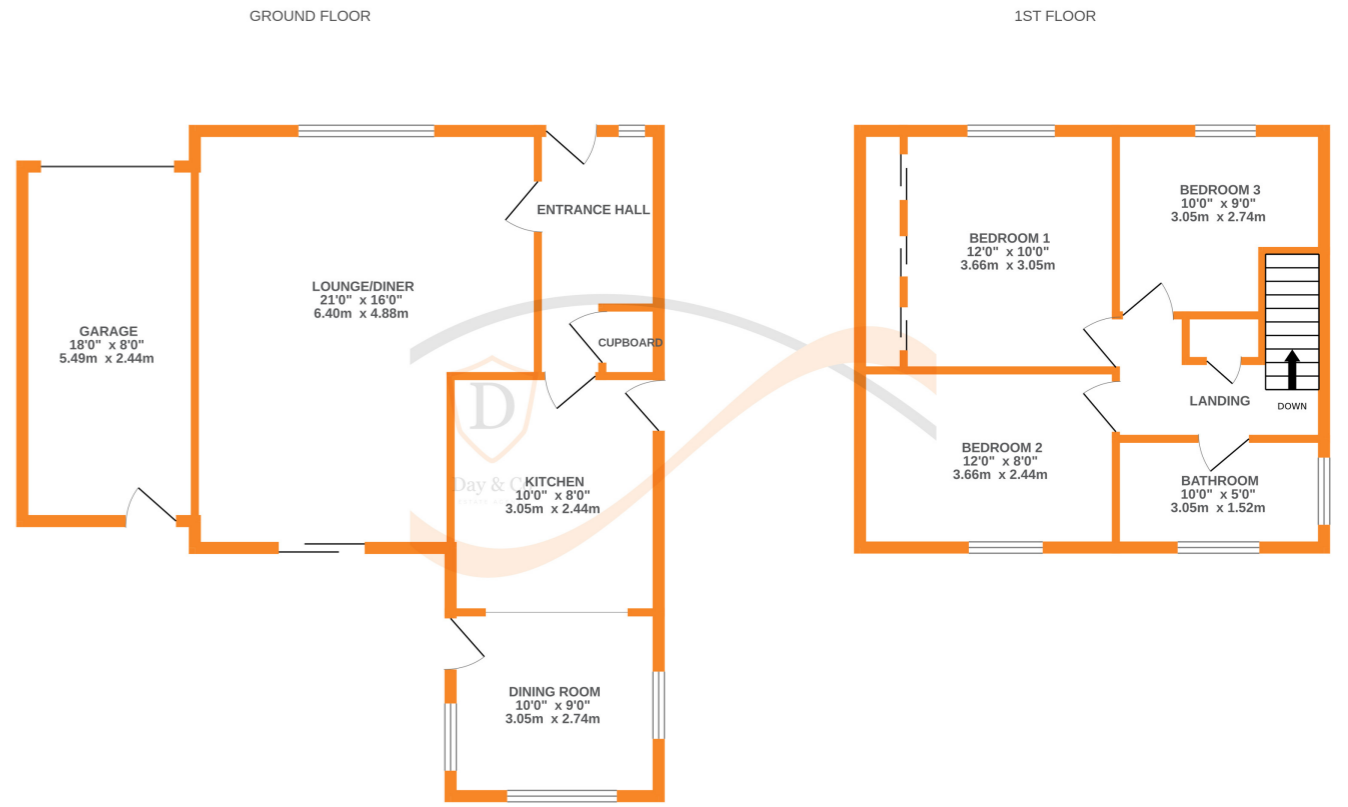 GROUND FLOOR
1ST FLOOR
ENTRANCE HALL
LOUNGE/DINER
21'0" x 16'0"
6.40m x 4.88m
GARAGE
18'0" x 8'0"
5.49m x 2.44m
CUPBOARD
D
Day & C
KITCHEN
10'0" x 8'0"
3.05m x 2.44m
DINING ROOM
10'0" x 9'0"
3.05m x 2.74m
BEDROOM 3
10'0" x 9'0"
3.05m x 2.74m
BEDROOM 1
12'0" x 10'0"
3.66m x 3.05m
LANDING
DOWN
BEDROOM 2
12'0" x 8'0"
3.66m x 2.44m
BATHROOM
10'0" x 5'0"
3.05m x 1.52m